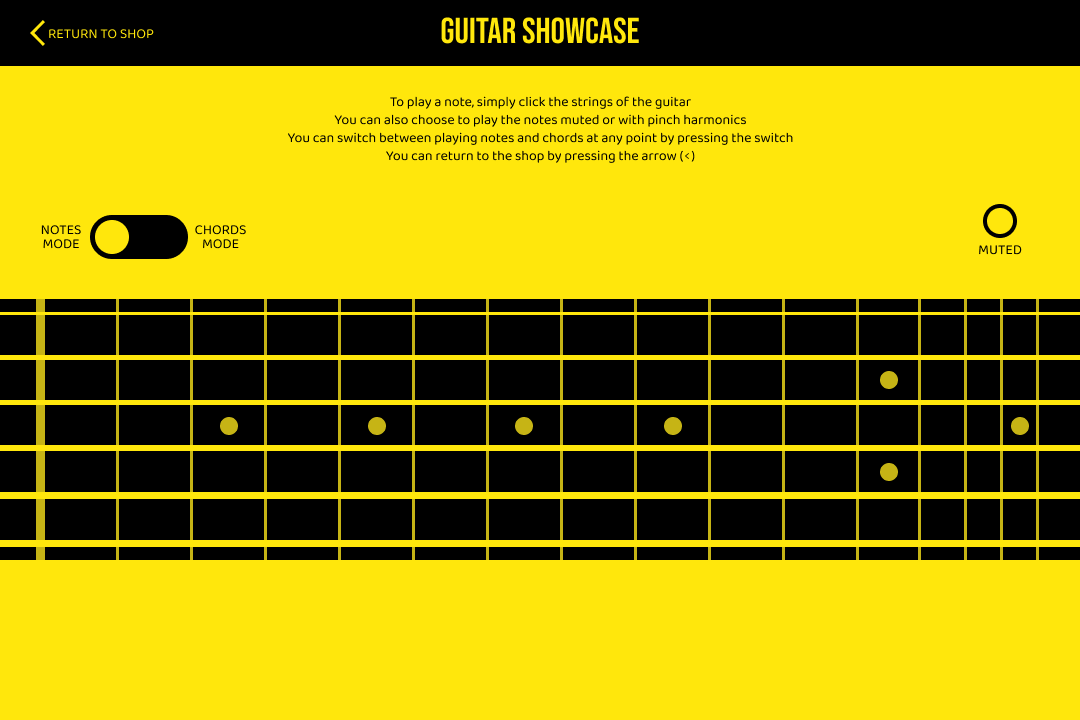 RETURN TO SHOP
GUITAR SHOWCASE
To play a note, simply click the strings of the guitar
You can also choose to play the notes muted or with pinch harmonics
You can switch between playing notes and chords at any point by pressing the switch
You can return to the shop by pressing the arrow (<)
NOTES
MODE
CHORDS
MODE
MUTED